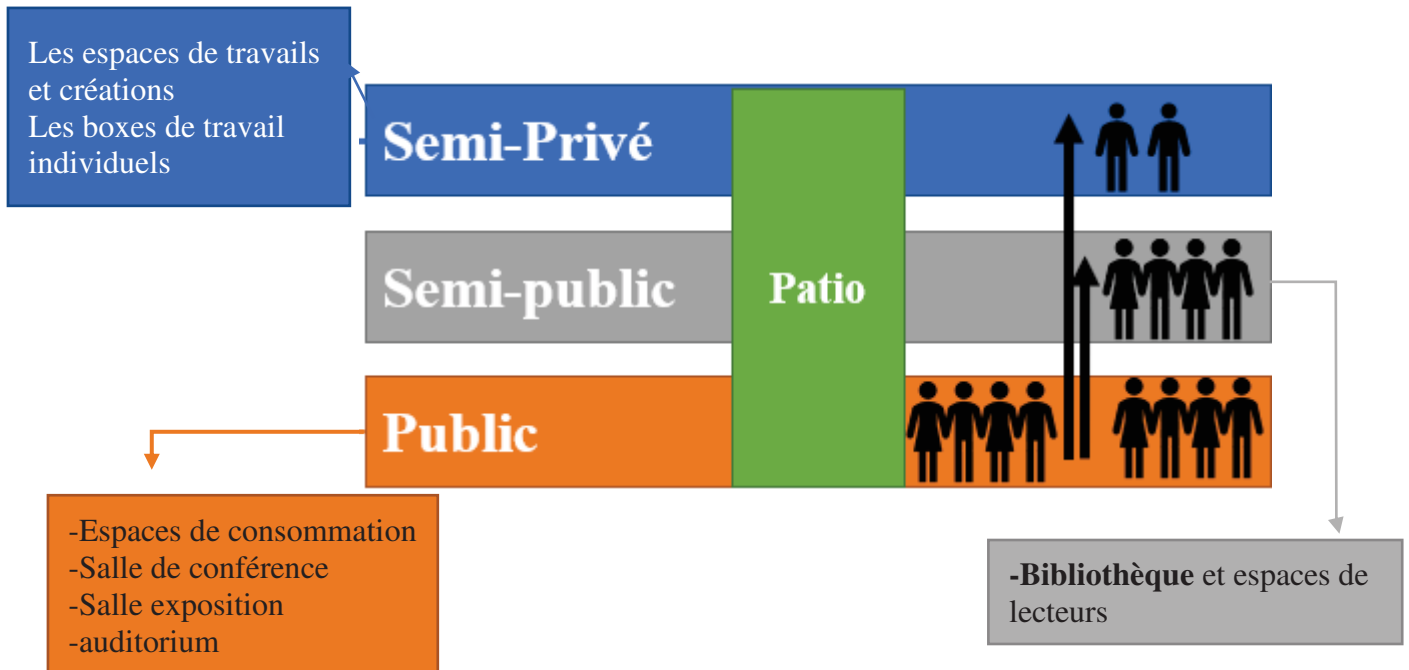 Les espaces de travails
et créations
Les boxes de travail
individuels
Semi-Privé
Semi-public
Patio
Public
-Espaces de consommation
-Salle de conférence
-Salle exposition
-auditorium
-Bibliothèque et espaces de
lecteurs